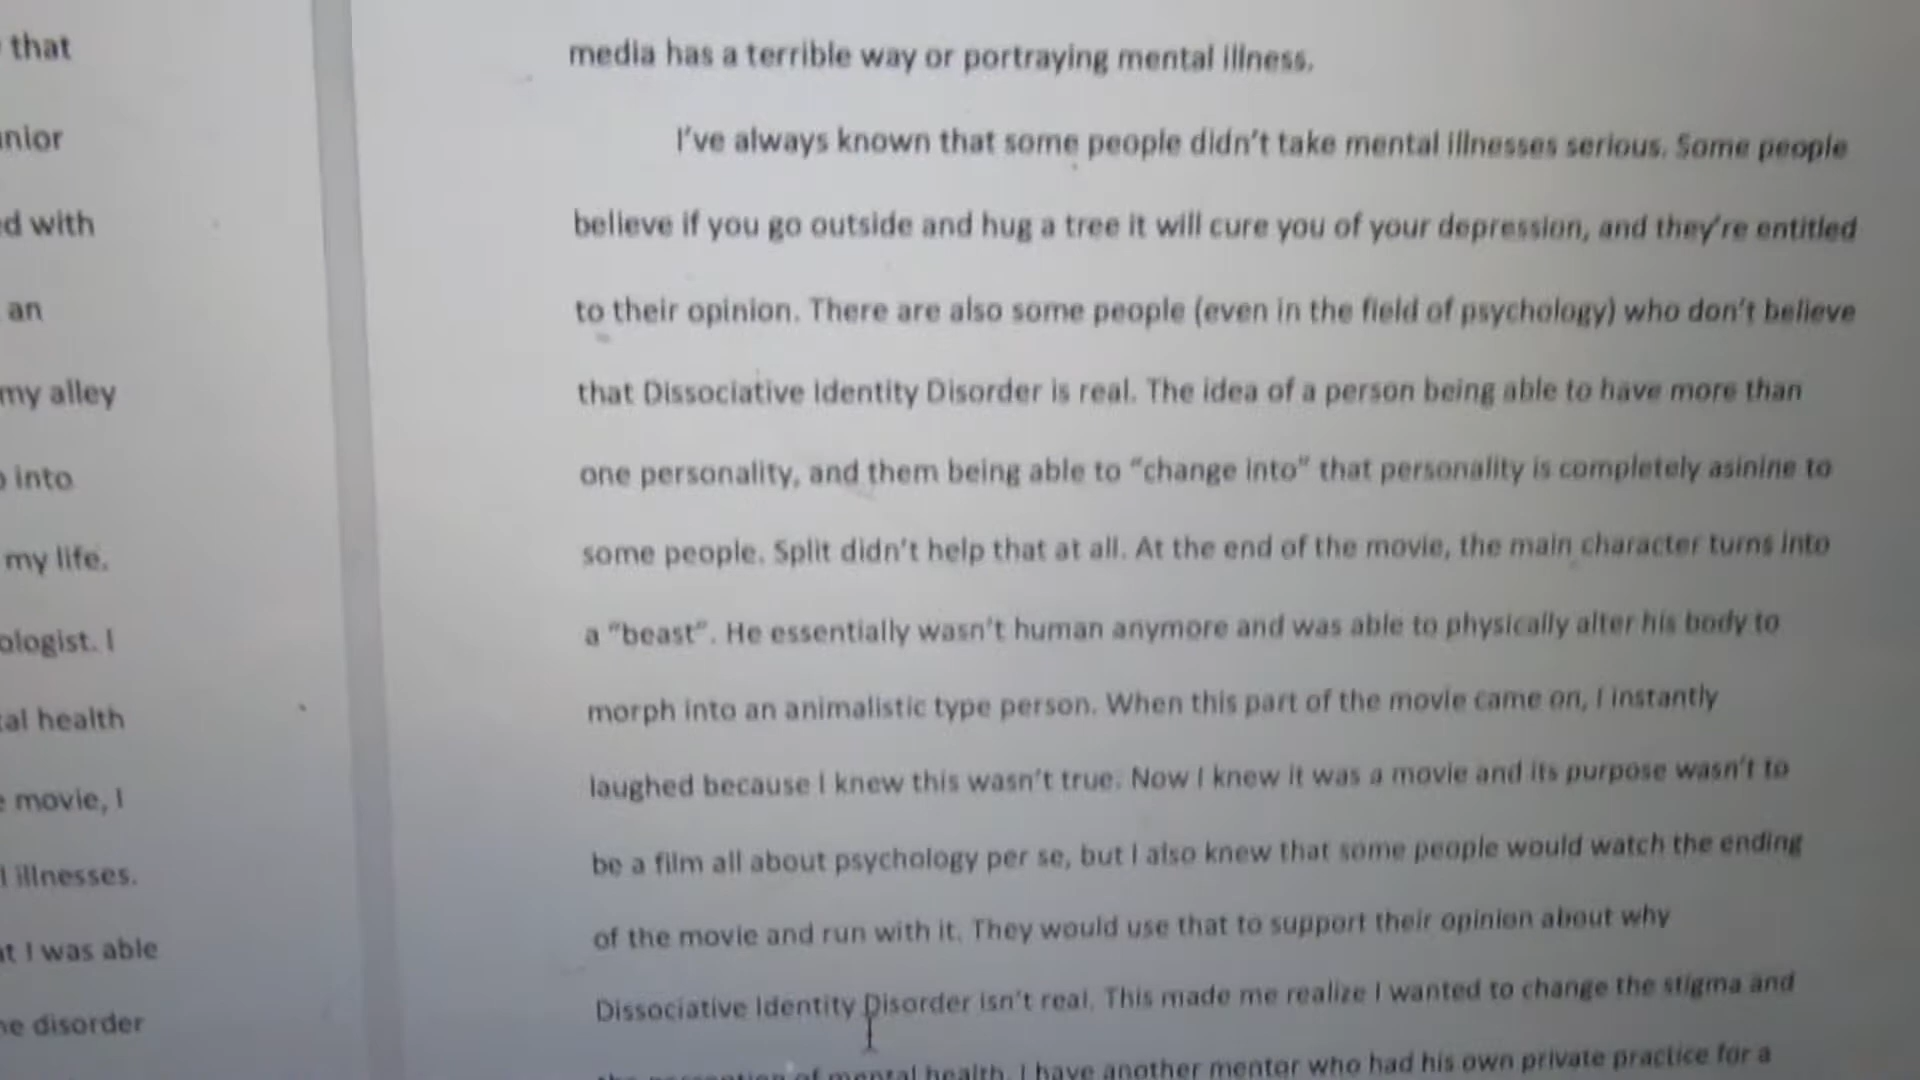 that
nior
d with
an
my alley
into
my life.
ologist. I
al health
movie, I
illnesses.
t I was able
e disorder
media has a terrible way or portraying mental illness.
I've always known that some people didn't take mental illnesses serious. Some people
believe if you go outside and hug a tree it will cure you of your depression, and they're entitled
to their opinion. There are also some people (even in the field of psychology) who don't believe
that Dissociative Identity Disorder is real. The idea of a person being able to have more than
one personality, and them being able to “change into” that personality is completely asinine to
some people. Split didn't help that at all. At the end of the movie, the main character turns into
a “beast”. He essentially wasn't human anymore and was able to physically alter his body to
morph into an animalistic type person. When this part of the movie came on, I instantly
laughed because I knew this wasn't true. Now I knew it was a movie and its purpose wasn't to
be a film all about psychology per se, but I also knew that some people would watch the ending
of the movie and run with it. They would use that to support their opinion about why
Dissociative Identity Disorder isn't real. This made me realize I wanted to change the stigma and
of mental health. I have another mentor who had his own private practice for a